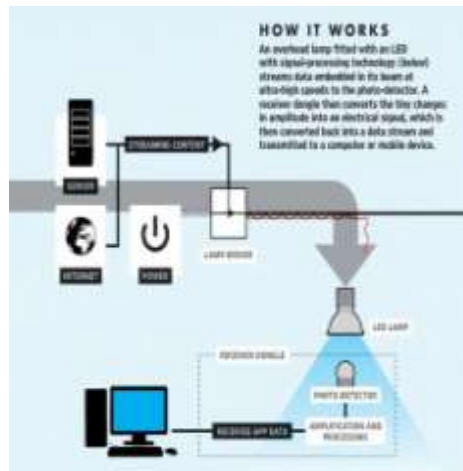 HOW IT WORKS
An overhead lamp fitted with an LED
with signal-processing technology (below)
streams data embedded in its beam at
ultra-high speeds to the photo-detector. A
receiver dongle then converts the tiny changes
in amplitude into an electrical signal, which is
then converted back into a data stream and
transmitted to a computer or mobile device.
STREAMING CONTENT
SERVER
INTERNET
POWER
LAMP DRIVER
LED LAMP
RECEIVER DONGLE
PHOTO DETECTOR
AMPLIFICATION AND
PROCESSING
RECEIVED APP DATA